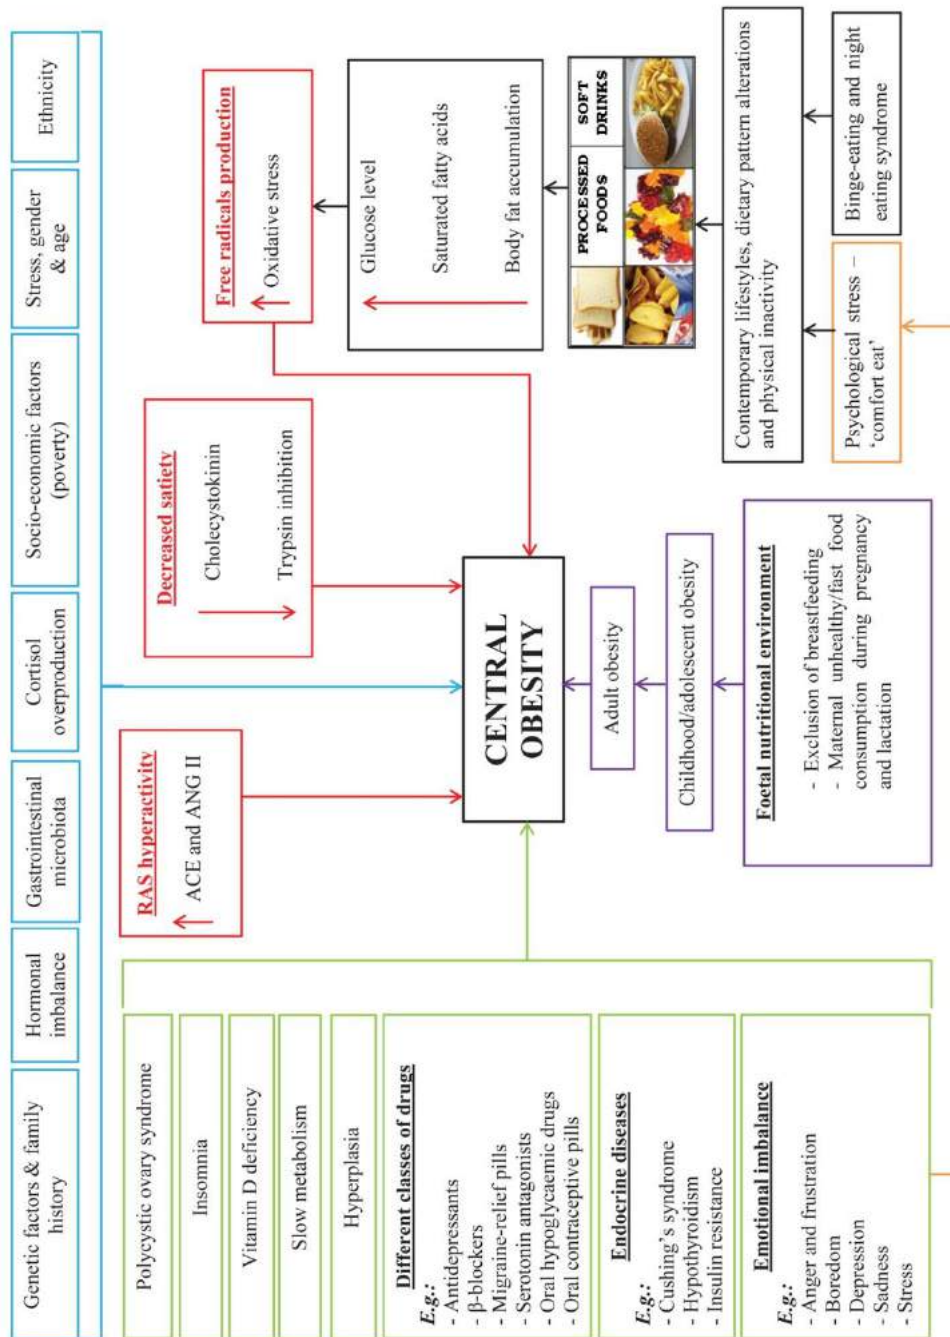 Genetic factors & family
history
Hormonal
imbalance
Gastrointestinal
microbiota
Cortisol
overproduction
Socio-economic factors
(poverty)
Stress, gender
& age
Ethnicity
Polycystic ovary syndrome
Insomnia
Vitamin D deficiency
Slow metabolism
Hyperplasia
Different classes of drugs
E.g.:
- Antidepressants
- β-blockers
- Migraine-relief pills
- Serotonin antagonists
- Oral hypoglycaemic drugs
- Oral contraceptive pills
Endocrine diseases
E.g.:
- Cushing's syndrome
- Hypothyroidism
- Insulin resistance
Emotional imbalance
E.g.:
- Anger and frustration
- Boredom
- Depression
- Sadness
- Stress
RAS hyperactivity
ACE and ANG II
Decreased satiety
Cholecystokinin
Trypsin inhibition
Free radicals production
Oxidative stress
Glucose level
Saturated fatty acids
Body fat accumulation
PROCESSED
FOODS
SOFT
DRINKS
CENTRAL
OBESITY
Adult obesity
Childhood/adolescent obesity
Foetal nutritional environment
- Exclusion of breastfeeding
- Maternal unhealthy/fast food
consumption during pregnancy
and lactation
Contemporary lifestyles, dietary pattern alterations
and physical inactivity
Psychological stress –
'comfort eat'
Binge-eating and night
eating syndrome